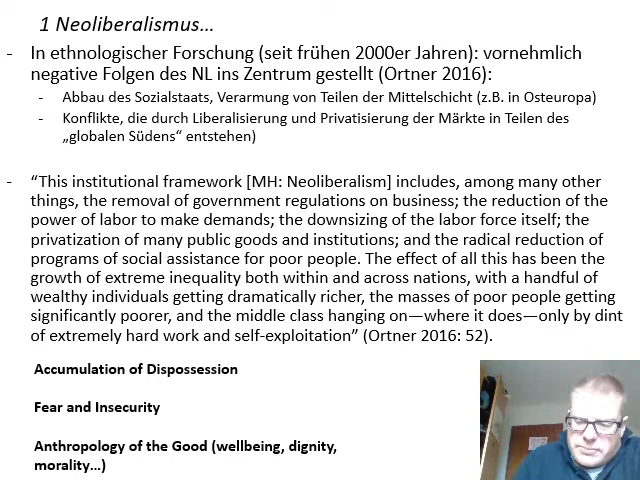 1 Neoliberalismus…
- In ethnologischer Forschung (seit frühen 2000er Jahren): vornehmlich
negative Folgen des NL ins Zentrum gestellt (Ortner 2016):
- Abbau des Sozialstaats, Verarmung von Teilen der Mittelschicht (z.B. in Osteuropa)
- Konflikte, die durch Liberalisierung und Privatisierung der Märkte in Teilen des
„globalen Südens“ entstehen)
- “This institutional framework [MH: Neoliberalism] includes, among many other
things, the removal of government regulations on business; the reduction of the
power of labor to make demands; the downsizing of the labor force itself; the
privatization of many public goods and institutions; and the radical reduction of
programs of social assistance for poor people. The effect of all this has been the
growth of extreme inequality both within and across nations, with a handful of
wealthy individuals getting dramatically richer, the masses of poor people getting
significantly poorer, and the middle class hanging on—where it does—only by dint
of extremely hard work and self-exploitation” (Ortner 2016: 52).
Accumulation of Dispossession
Fear and Insecurity
Anthropology of the Good (wellbeing, dignity,
morality…)